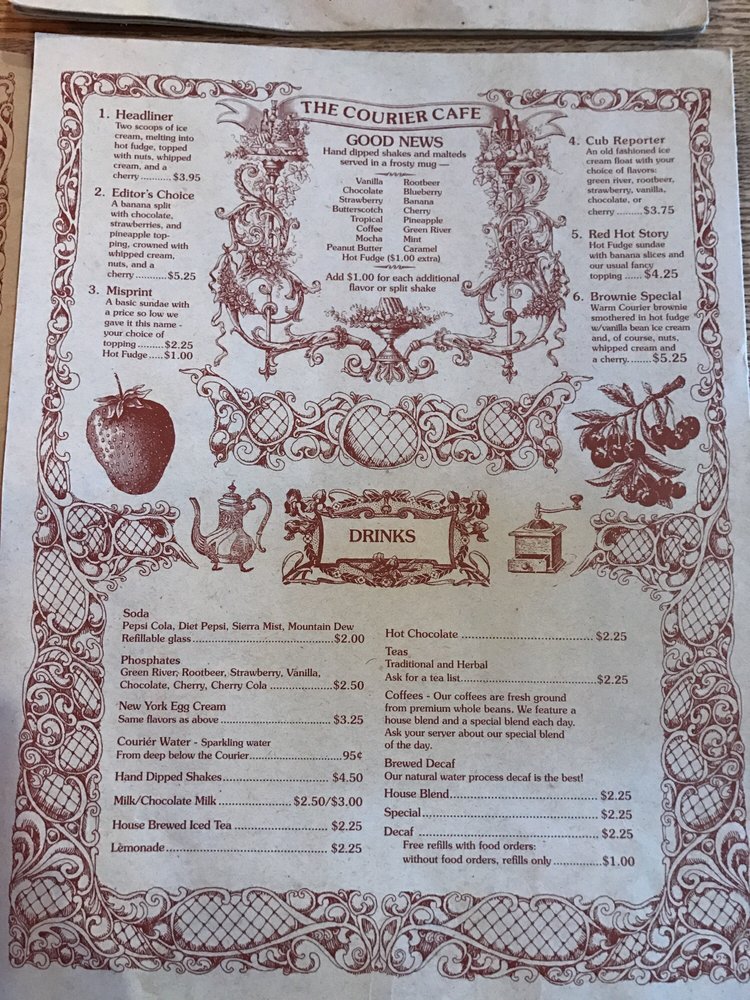 THE COURIER CAFE
1. Headliner
Two scoops of ice
cream, melting into
hot fudge, topped
with nuts, whipped
cream, and a
cherry ..........$3.95
2. Editor's Choice
A banana split
with chocolate,
strawberries, and
pineapple top-
ping, crowned with
whipped cream,
nuts, and a
cherry ..........$5.25
3. Misprint
A basic sundae with
a price so low we
gave it this name -
your choice of
topping .........$2.25
Hot Fudge.....$1.00
GOOD NEWS
Hand dipped shakes and malteds
served in a frosty mug —
Vanilla Rootbeer
Chocolate Blueberry
Strawberry Banana
Butterscotch Cherry
Tropical Pineapple
Coffee Green River
Mocha Mint
Peanut Butter Caramel
Hot Fudge ($1.00 extra)
Add $1.00 for each additional
flavor or split shake
4. Cub Reporter
An old fashioned ice
cream float with your
choice of flavors:
green river, rootbeer,
strawberry, vanilla,
chocolate, or
cherry .........$3.75
5. Red Hot Story
Hot Fudge sundae
with banana slices and
our usual fancy
topping ......$4.25
6. Brownie Special
Warm Courier brownie
smothered in hot fudge
w/vanilla bean ice cream
and, of course, nuts,
whipped cream and
a cherry........$5.25
DRINKS
Soda
Pepsi Cola, Diet Pepsi, Sierra Mist, Mountain Dew
Refillable glass..........................................$2.00
Phosphates
Green River, Rootbeer, Strawberry, Vanilla,
Chocolate, Cherry, Cherry Cola ..................$2.50
New York Egg Cream
Same flavors as above ................................$3.25
Courier Water - Sparkling water
From deep below the Courier..........................95¢
Hand Dipped Shakes..............................$4.50
Milk/Chocolate Milk ....................$2.50/$3.00
House Brewed Iced Tea ..........................$2.25
Lemonade.............................................$2.25
Hot Chocolate ......................................$2.25
Teas
Traditional and Herbal
Ask for a tea list.......................................$2.25
Coffees - Our coffees are fresh ground
from premium whole beans. We feature a
house blend and a special blend each day.
Ask your server about our special blend
of the day.
Brewed Decaf
Our natural water process decaf is the best!
House Blend..........................................$2.25
Special...................................................$2.25
Decaf ....................................................$2.25
Free refills with food orders:
without food orders, refills only .............$1.00